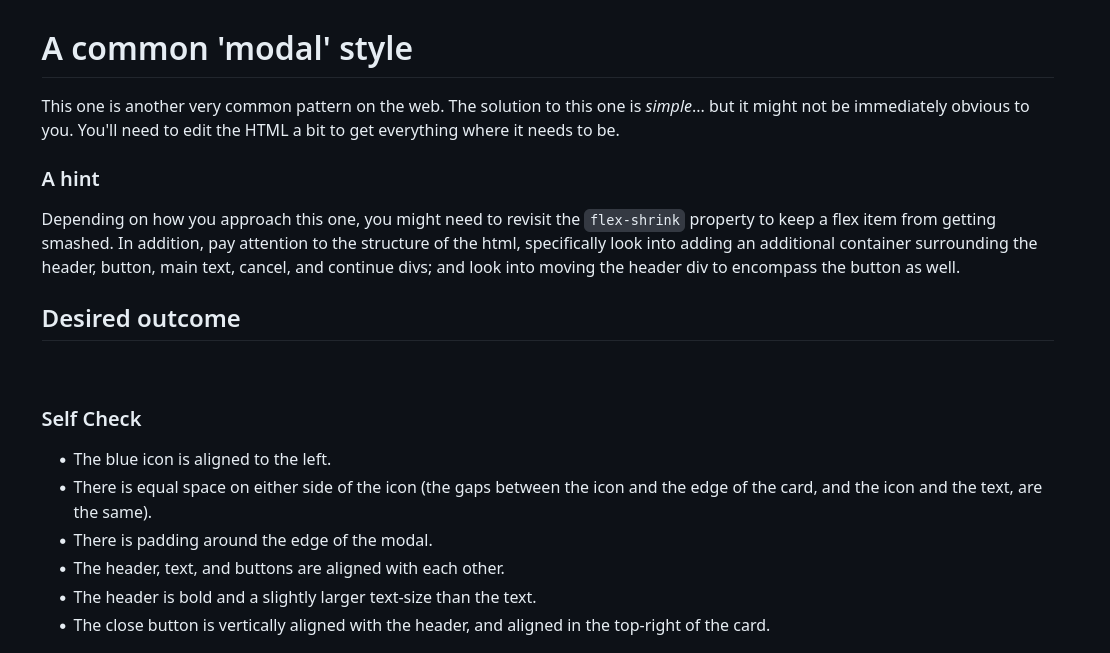 A common 'modal' style
This one is another very common pattern on the web. The solution to this one is simple... but it might not be immediately obvious to
you. You'll need to edit the HTML a bit to get everything where it needs to be.
A hint
Depending on how you approach this one, you might need to revisit the flex-shrink property to keep a flex item from getting
smashed. In addition, pay attention to the structure of the html, specifically look into adding an additional container surrounding the
header, button, main text, cancel, and continue divs; and look into moving the header div to encompass the button as well.
Desired outcome
Self Check
• The blue icon is aligned to the left.
• There is equal space on either side of the icon (the gaps between the icon and the edge of the card, and the icon and the text, are
the same).
• There is padding around the edge of the modal.
• The header, text, and buttons are aligned with each other.
• The header is bold and a slightly larger text-size than the text.
• The close button is vertically aligned with the header, and aligned in the top-right of the card.